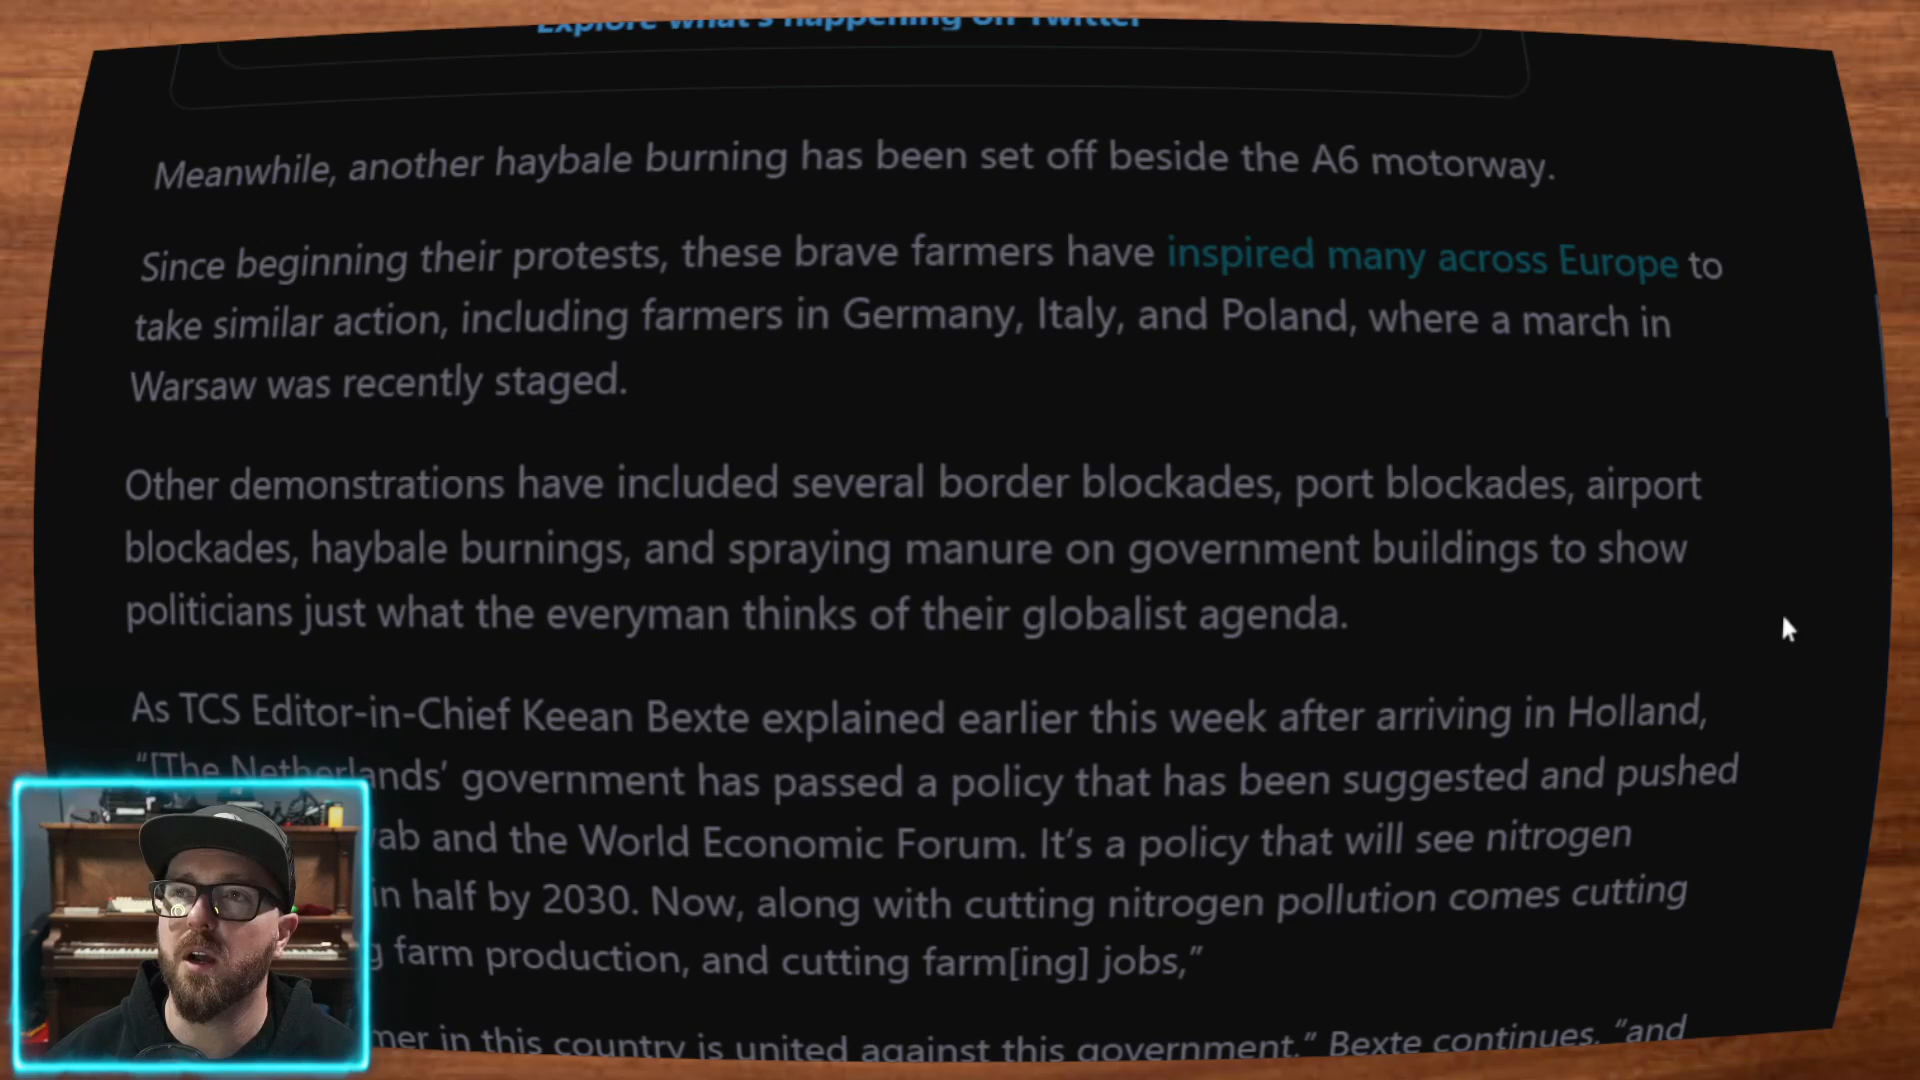 Explore what's happening on Twitter
Meanwhile, another haybale burning has been set off beside the A6 motorway.
Since beginning their protests, these brave farmers have inspired many across Europe to
take similar action, including farmers in Germany, Italy, and Poland, where a march in
Warsaw was recently staged.
Other demonstrations have included several border blockades, port blockades, airport
blockades, haybale burnings, and spraying manure on government buildings to show
politicians just what the everyman thinks of their globalist agenda.
As TCS Editor-in-Chief Keean Bexte explained earlier this week after arriving in Holland,
“[The Netherlands’ government has passed a policy that has been suggested and pushed
and the World Economic Forum. It’s a policy that will see nitrogen
in half by 2030. Now, along with cutting nitrogen pollution comes cutting
farm production, and cutting farm[ing] jobs,”
in this country is united against this government.” Bexte continues, “and